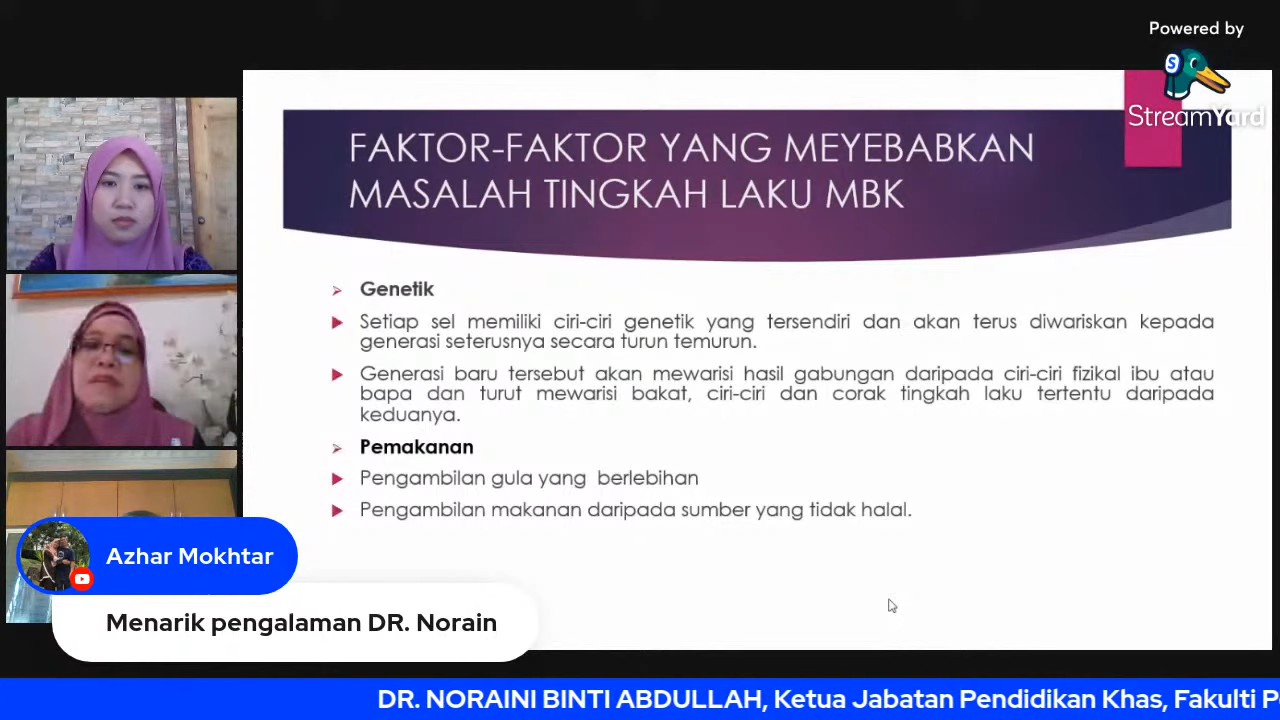 Powered by
StreamYard
FAKTOR-FAKTOR YANG MEYEBABKAN
MASALAH TINGKAH LAKU MBK
Genetik
Setiap sel memiliki ciri-ciri genetik yang tersendiri dan akan terus diwariskan kepada
generasi seterusnya secara turun temurun.
Generasi baru tersebut akan mewarisi hasil gabungan daripada ciri-ciri fizikal ibu atau
bapa dan turut mewarisi bakat, ciri-ciri dan corak tingkah laku tertentu daripada
keduanya.
Pemakanan
Pengambilan gula yang berlebihan
Pengambilan makanan daripada sumber yang tidak halal.
Azhar Mokhtar
Menarik pengalaman DR. Norain
DR. NORAINI BINTI ABDULLAH, Ketua Jabatan Pendidikan Khas, Fakulti P